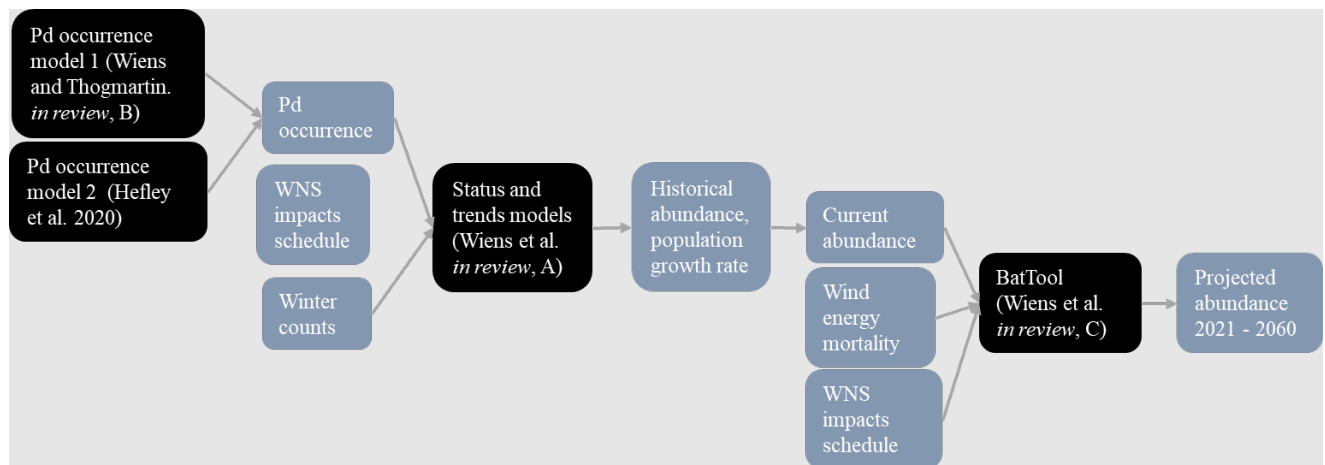 Pd occurrence
model 1 (Wiens
and Thogmartin.
in review, B)
Pd occurrence
model 2 (Hefley
et al. 2020)
Pd
occurrence
WNS
impacts
schedule
Winter
counts
Status and
trends models
(Wiens et al.
in review, A)
Historical
abundance,
population
growth rate
Current
abundance
Wind
energy
mortality
WNS
impacts
schedule
BatTool
(Wiens et al.
in review, C)
Projected
abundance
2021 - 2060